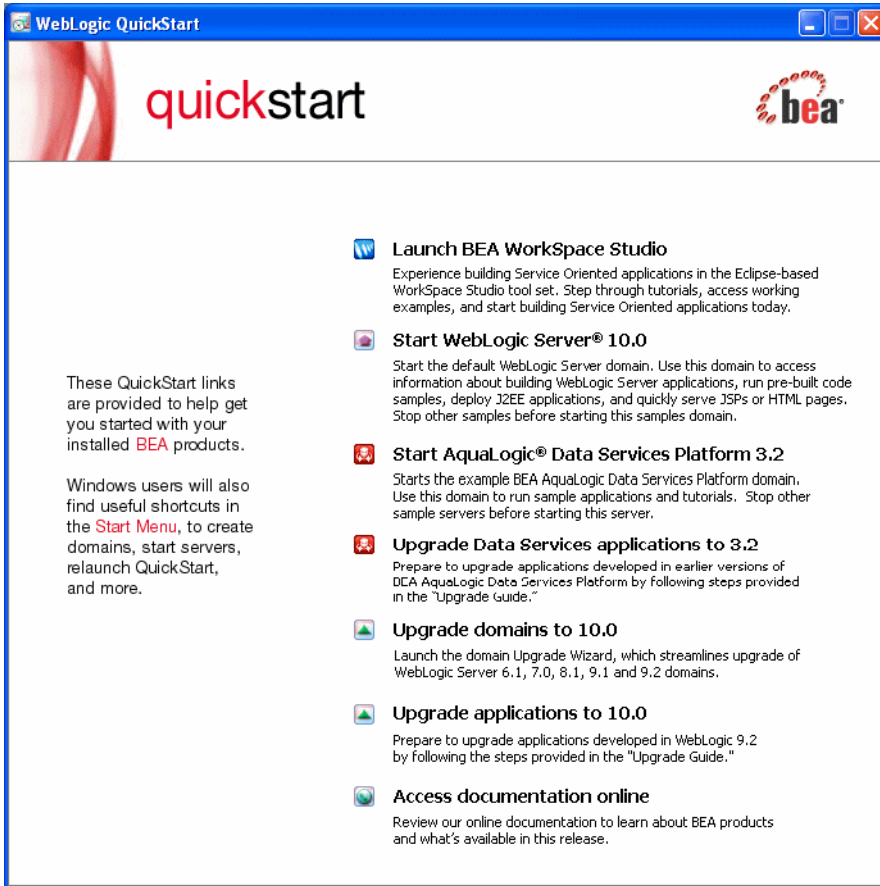 WebLogic QuickStart
quickstart
bea
These QuickStart links
are provided to help get
you started with your
installed BEA products.
Windows users will also
find useful shortcuts in
the Start Menu, to create
domains, start servers,
relaunch QuickStart,
and more.
Launch BEA WorkSpace Studio
Experience building Service Oriented applications in the Eclipse-based
WorkSpace Studio tool set. Step through tutorials, access working
examples, and start building Service Oriented applications today.
Start WebLogic Server® 10.0
Start the default WebLogic Server domain. Use this domain to access
information about building WebLogic Server applications, run pre-built code
samples, deploy J2EE applications, and quickly serve JSPs or HTML pages.
Stop other samples before starting this samples domain.
Start AquaLogic® Data Services Platform 3.2
Starts the example BEA AquaLogic Data Services Platform domain.
Use this domain to run sample applications and tutorials. Stop other
sample servers before starting this server.
Upgrade Data Services applications to 3.2
Prepare to upgrade applications developed in earlier versions of
BEA AquaLogic Data Services Platform by following steps provided
in the "Upgrade Guide."
Upgrade domains to 10.0
Launch the domain Upgrade Wizard, which streamlines upgrade of
WebLogic Server 6.1, 7.0, 8.1, 9.1 and 9.2 domains.
Upgrade applications to 10.0
Prepare to upgrade applications developed in WebLogic 9.2
by following the steps provided in the "Upgrade Guide."
Access documentation online
Review our online documentation to learn about BEA products
and what's available in this release.